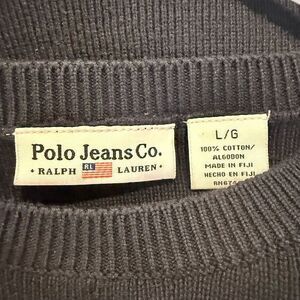 Polo Jeans Co.
• RALPH RL LAUREN •
L/G
100% COTTON/
ALGODON
MADE IN FIJI
HECHO EN FIJI